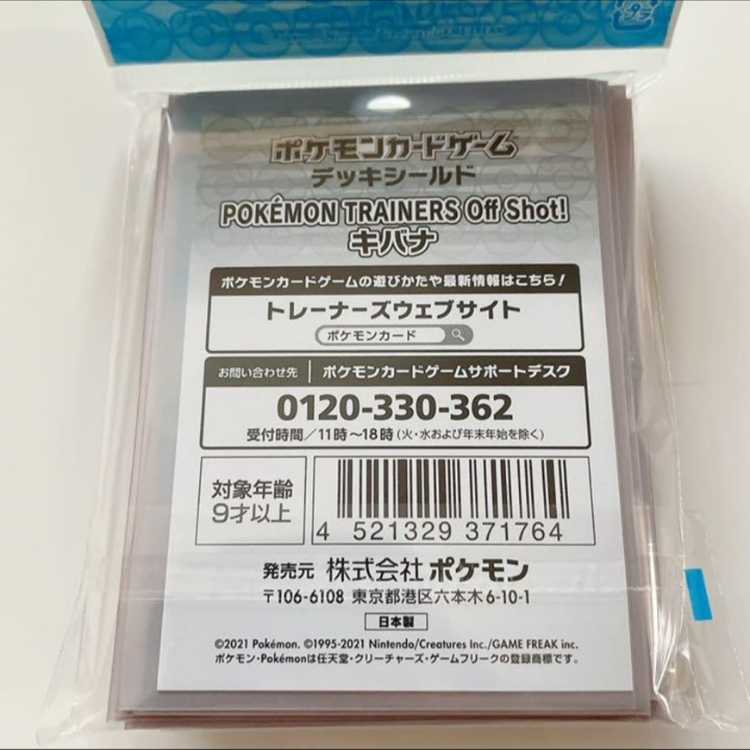 ポケモンカードゲーム
デッキシールド
POKÉMON TRAINERS Off Shot!
キバナ
ポケモンカードゲームの遊びかたや最新情報はこちら!
トレーナーズウェブサイト
ポケモンカード
お問い合わせ先 ポケモンカードゲームサポートデスク
0120-330-362
受付時間/11時〜18時(火・水および年末年始を除く)
対象年齢
9才以上
4 521329 371764
発売元 株式会社ポケモン
〒106-6108 東京都港区六本木6-10-1
日本製
©2021 Pokémon. ©1995-2021 Nintendo/Creatures Inc./GAME FREAK inc.
ポケモン・Pokémonは任天堂・クリーチャーズ・ゲームフリークの登録商標です。